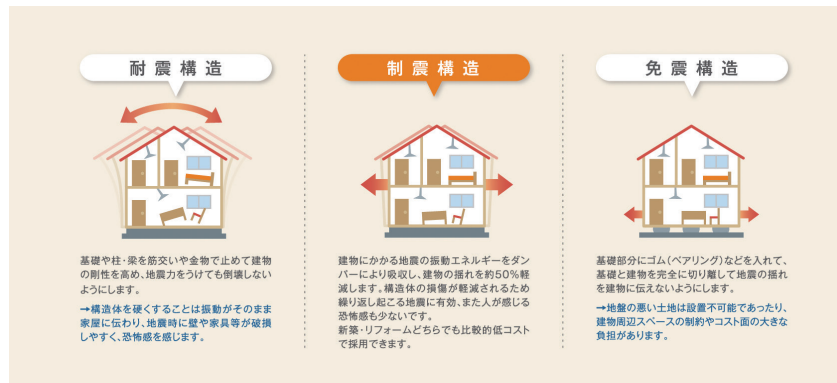 耐震構造
基礎や柱・梁を筋交いや金物で止めて建物
の剛性を高め、地震力をうけても倒壊しない
ようにします。
→構造体を硬くすることは振動がそのまま
家屋に伝わり、地震時に壁や家具等が破損
しやすく、恐怖感を感じます。
制震構造
建物にかかる地震の振動エネルギーをダン
パーにより吸収し、建物の揺れを約50%軽
減します。構造体の損傷が軽減されるため
繰り返し起こる地震に有効、また人が感じる
恐怖感も少ないです。
新築・リフォームどちらでも比較的低コスト
で採用できます。
免震構造
基礎部分にゴム(ベアリング)などを入れて、
基礎と建物を完全に切り離して地震の揺れ
を建物に伝えないようにします。
→地盤の悪い土地は設置不可能であったり、
建物周辺スペースの制約やコスト面の大きな
負担があります。